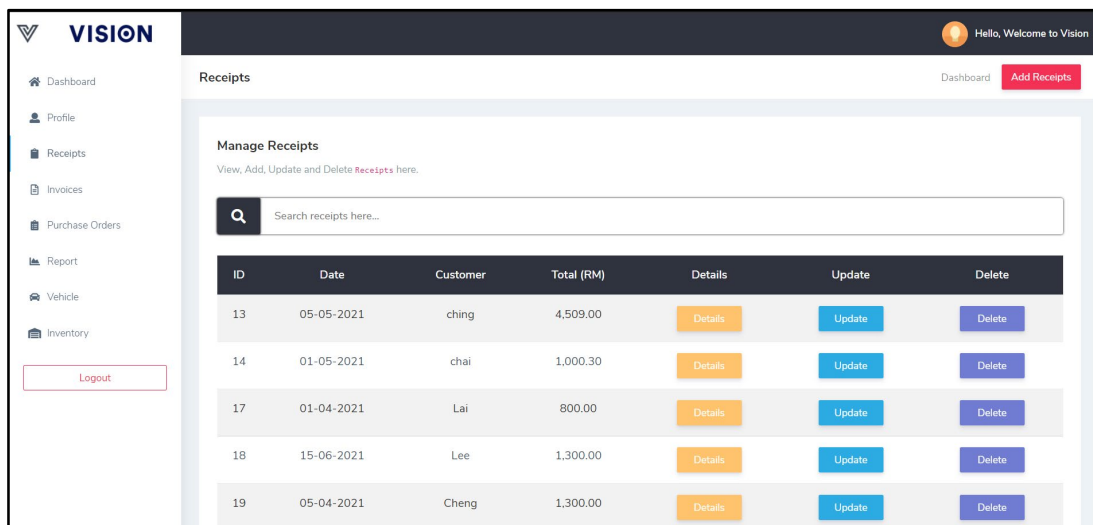 VISION
Hello, Welcome to Vision
Dashboard
Profile
Receipts
Invoices
Purchase Orders
Report
Vehicle
Inventory
Logout
Receipts
Dashboard Add Receipts
Manage Receipts
View, Add, Update and Delete Receipts here.
Search receipts here...
ID Date Customer Total (RM) Details Update Delete
13 05-05-2021 ching 4,509.00 Details Update Delete
14 01-05-2021 chai 1,000.30 Details Update Delete
17 01-04-2021 Lai 800.00 Details Update Delete
18 15-06-2021 Lee 1,300.00 Details Update Delete
19 05-04-2021 Cheng 1,300.00 Details Update Delete